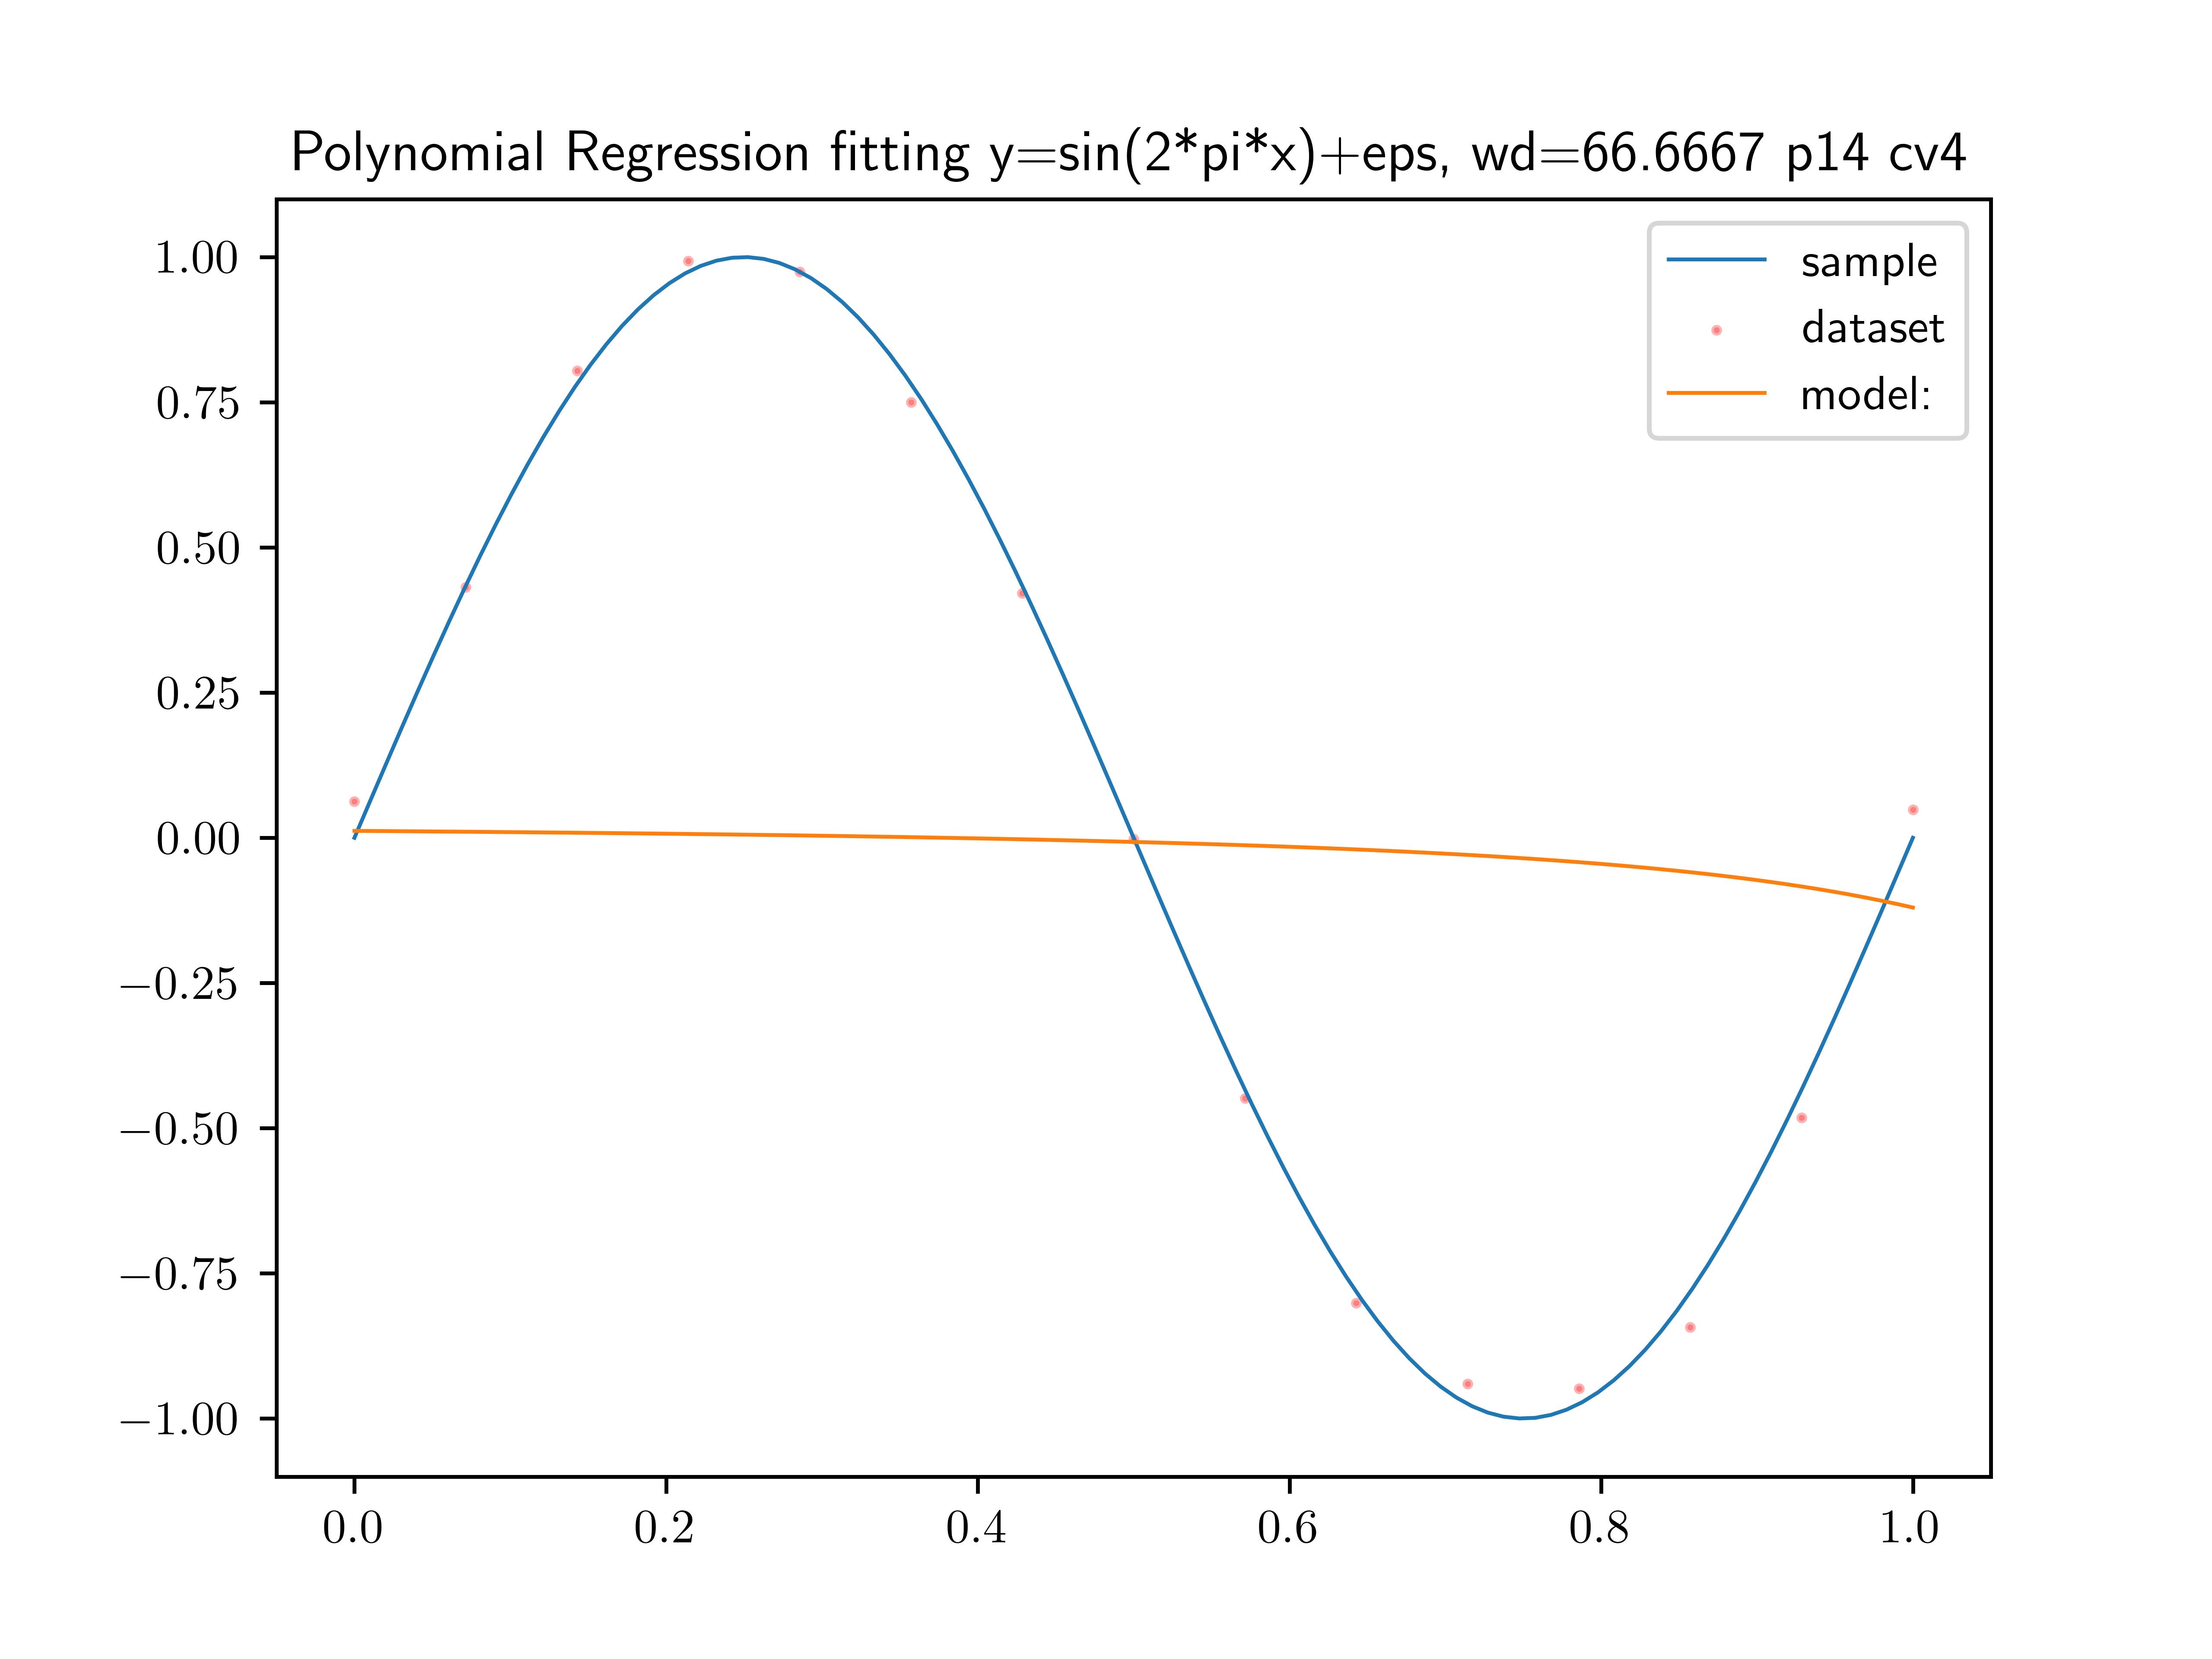 Polynomial Regression fitting y=sin(2*pi*x)+eps, wd=66.6667 p14 cv4
sample
dataset
model:
1.00
0.75
0.50
0.25
0.00
−0.25
−0.50
−0.75
−1.00
0.0 0.2 0.4 0.6 0.8 1.0